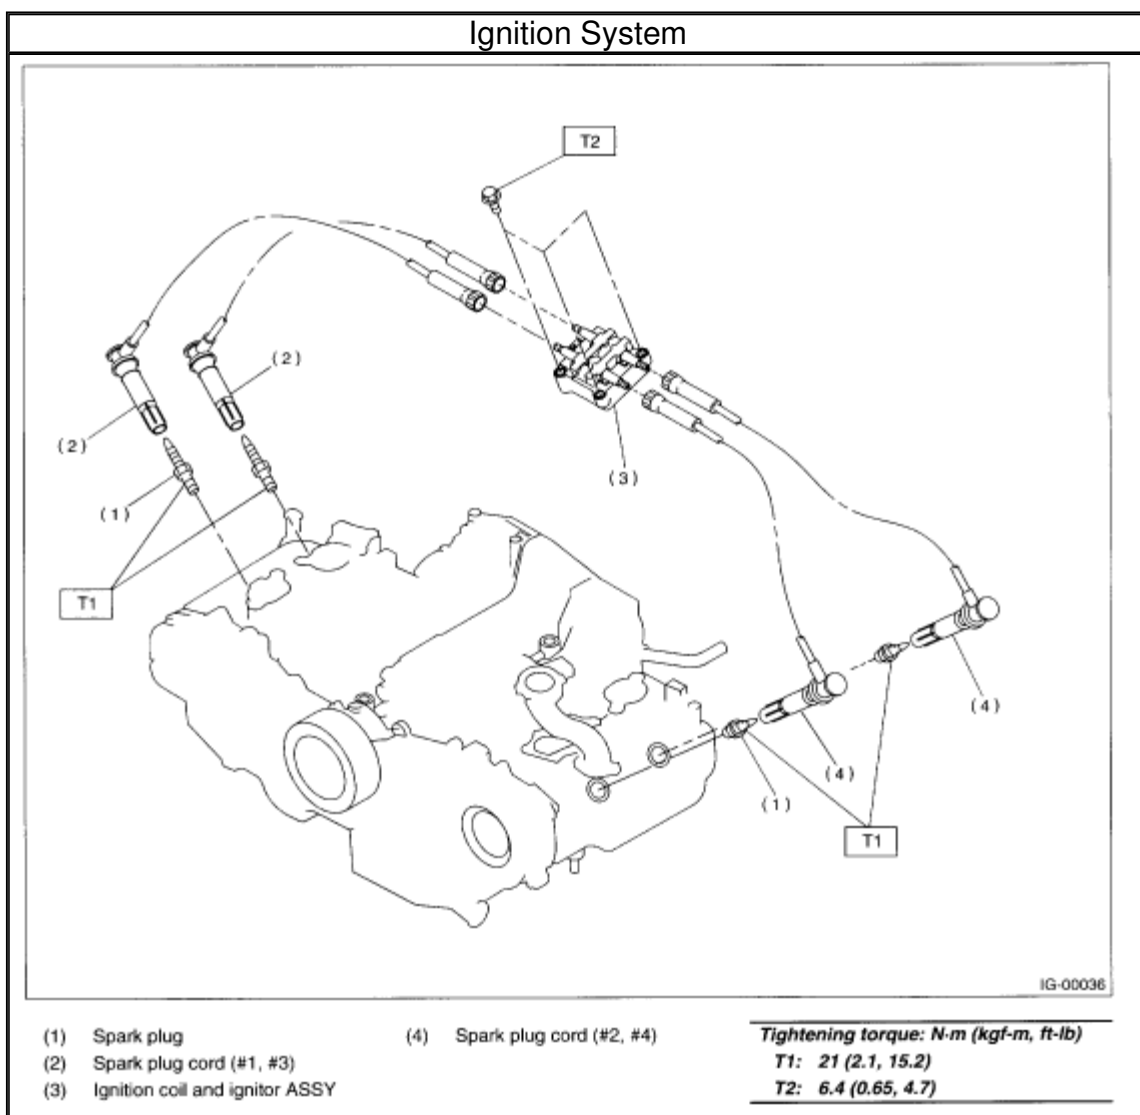 Ignition System
T2
(2)
(2)
(3)
(1)
T1
(4)
(4)
(1)
T1
IG-00036
(1) Spark plug
(2) Spark plug cord (#1, #3)
(3) Ignition coil and ignitor ASSY
(4) Spark plug cord (#2, #4)
Tightening torque: N·m (kgf-m, ft-lb)
T1: 21 (2.1, 15.2)
T2: 6.4 (0.65, 4.7)